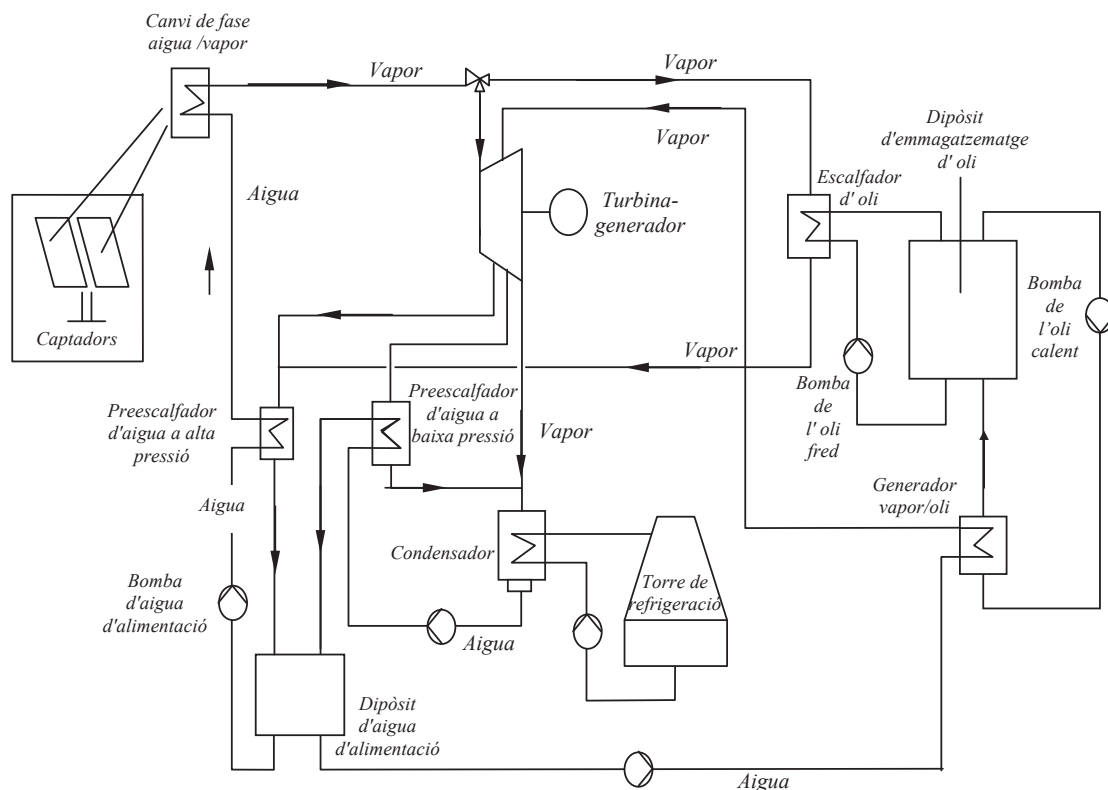 Canvi de fase
aigua /vapor
Vapor
Vapor
Vapor
Dipòsit
d'emmagatzematge
d' oli
Escalfador
d' oli
Aigua
Turbina-
generador
Captadors
Bomba
de
l'oli
calent
Vapor
Preescalfador
d'aigua a alta
pressió
Preescalfador
d'aigua a
baixa pressió
Bomba
de
l' oli
fred
Vapor
Aigua
Generador
vapor/oli
Condensador
Torre de
refrigeració
Bomba
d'aigua
d'alimentació
Aigua
Dipòsit
d'aigua
d'alimentació
Aigua